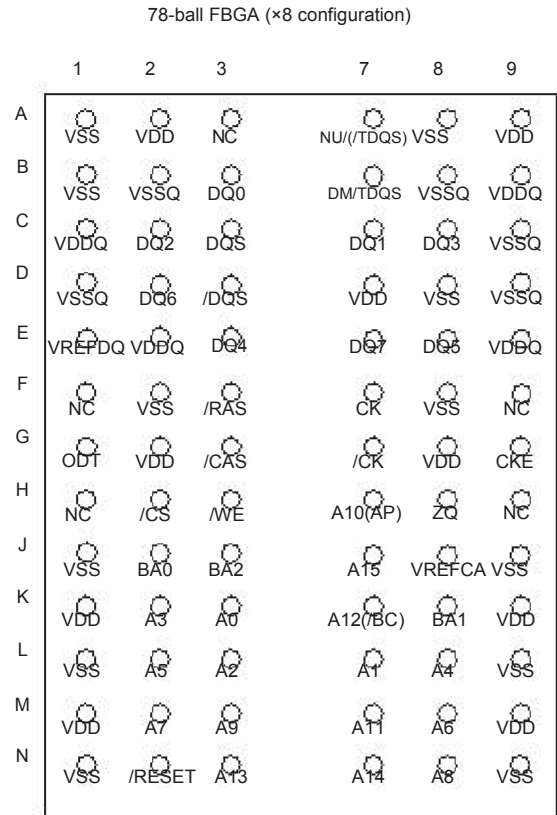 78-ball FBGA (×8 configuration)
1 2 3 7 8 9
A VSS VDD NC NU/(/TDQS) VSS VDD
B VSS VSSQ DQ0 DM/TDQS VSSQ VDDQ
C VDDQ DQ2 DQS DQ1 DQ3 VSSQ
D VSSQ DQ6 /DQS VDD VSS VSSQ
E VREFDQ VDDQ DQ4 DQ7 DQ5 VDDQ
F NC VSS /RAS CK VSS NC
G ODT VDD /CAS /CK VDD CKE
H NC /CS /WE A10(AP) ZQ NC
J VSS BA0 BA2 A15 VREFCA VSS
K VDD A3 A0 A12(/BC) BA1 VDD
L VSS A5 A2 A1 A4 VSS
M VDD A7 A9 A11 A6 VDD
N VSS /RESET A13 A14 A8 VSS